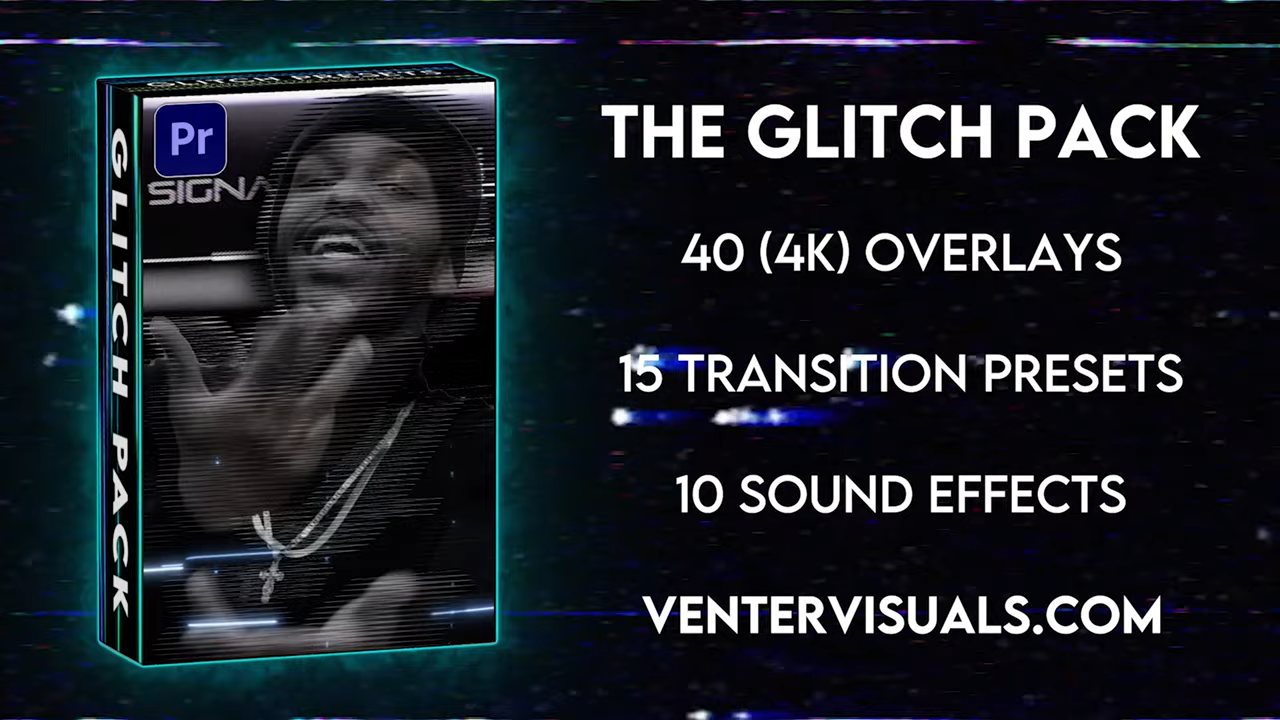 GLITCH PRESETS
Pr
SIGNA
GLITCH PACK
THE GLITCH PACK
40 (4K) OVERLAYS
15 TRANSITION PRESETS
10 SOUND EFFECTS
VENTERVISUALS.COM